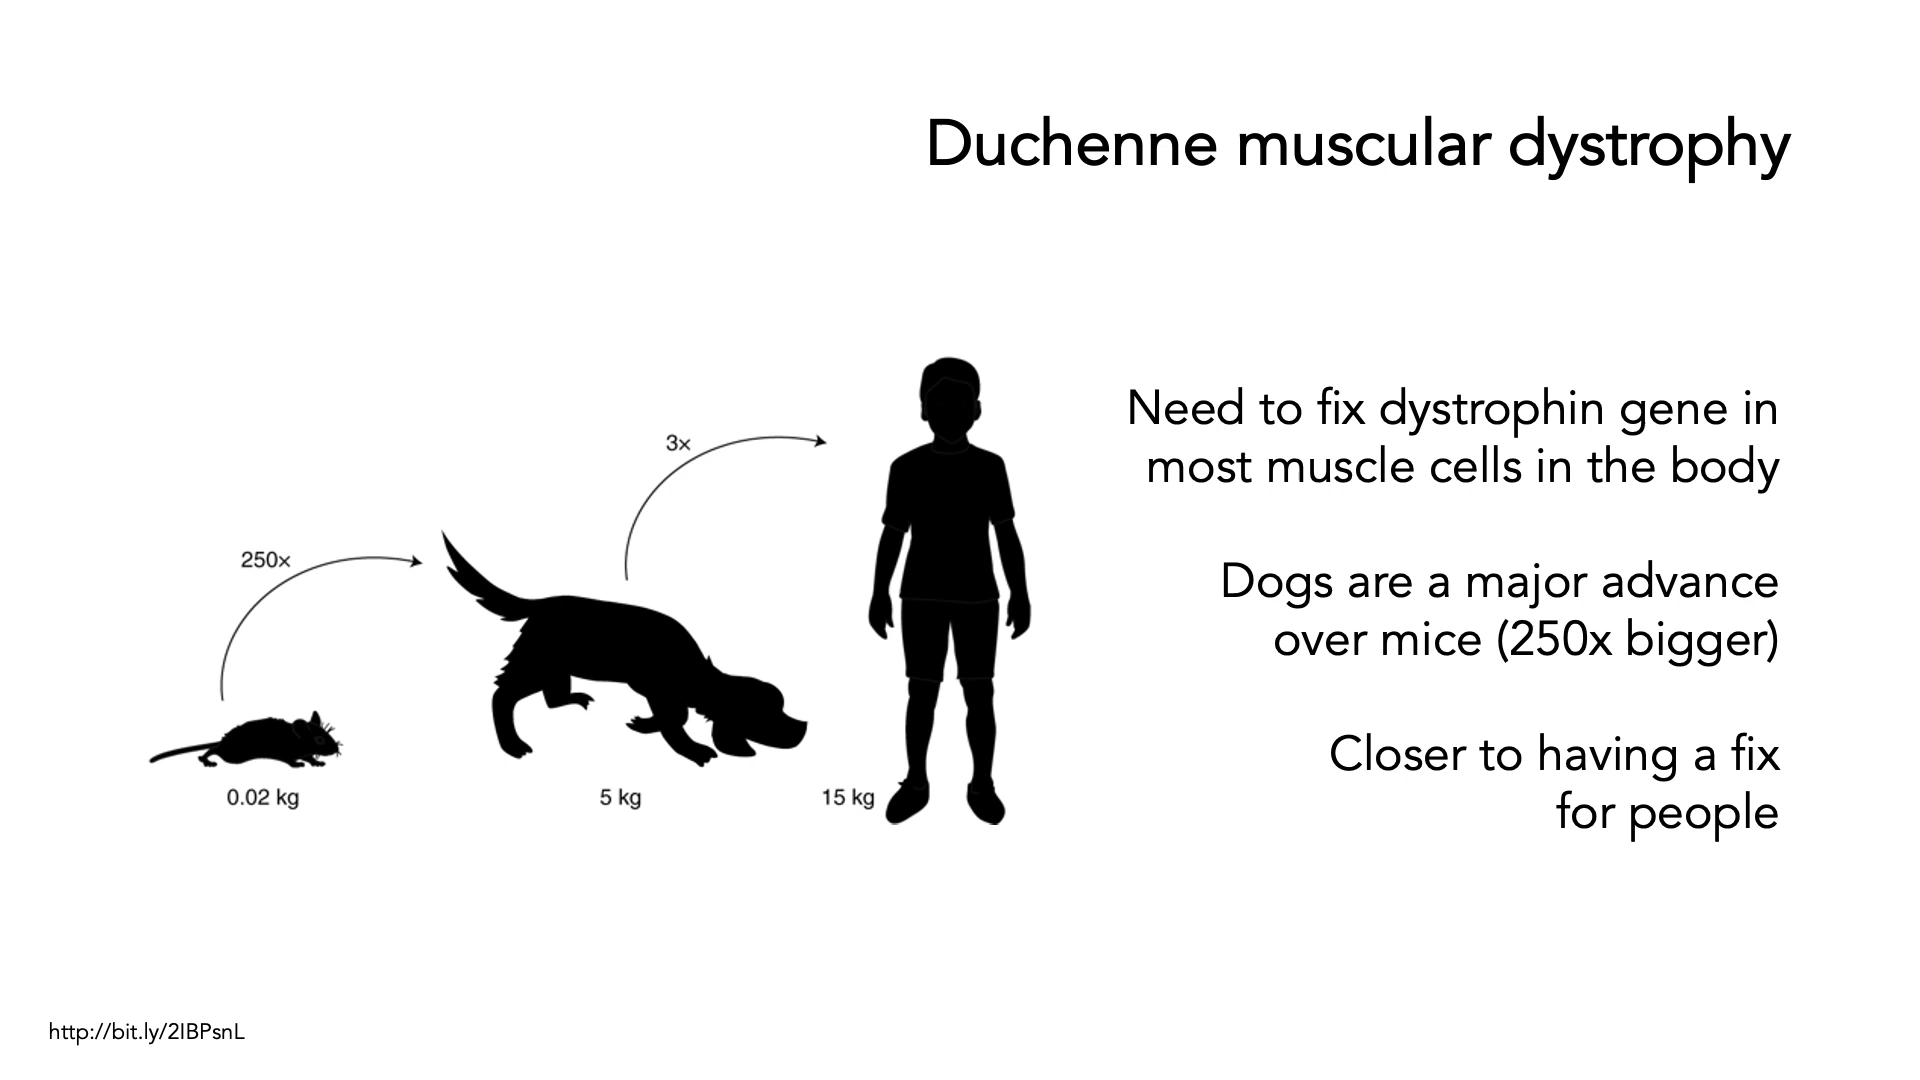 Duchenne muscular dystrophy
250×
3×
0.02 kg
5 kg
15 kg
Need to fix dystrophin gene in
most muscle cells in the body
Dogs are a major advance
over mice (250x bigger)
Closer to having a fix
for people
http://bit.ly/2IBPsnL